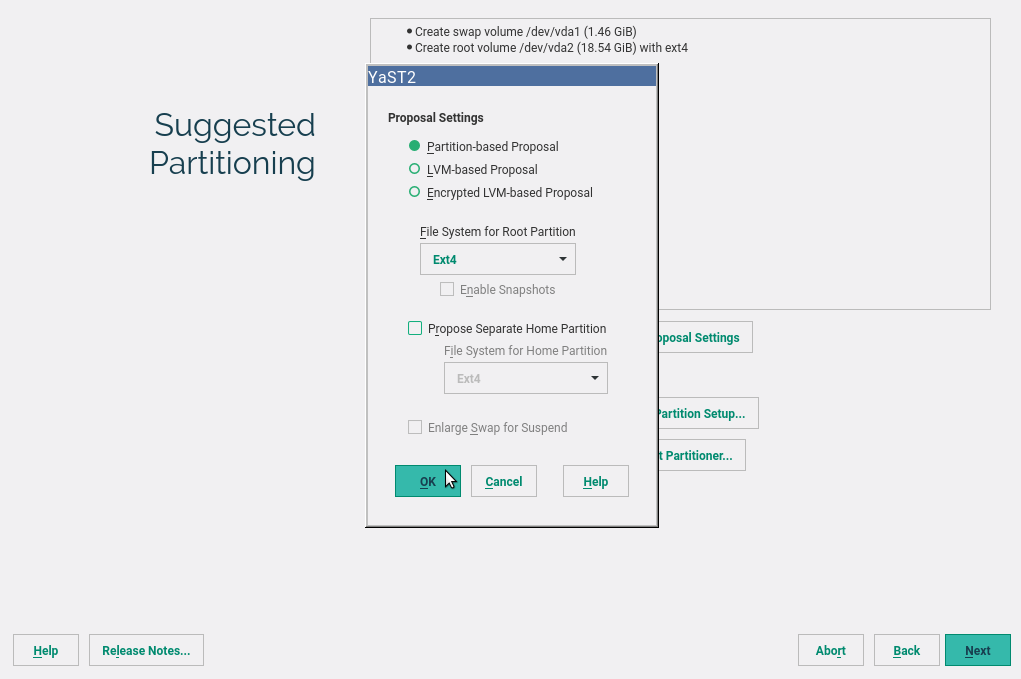 Create swap volume /dev/vda1 (1.46 GiB)
Create root volume /dev/vda2 (18.54 GiB) with ext4
Suggested
Partitioning
YaST2
Proposal Settings
Partition-based Proposal
LVM-based Proposal
Encrypted LVM-based Proposal
File System for Root Partition
Ext4
Enable Snapshots
Propose Separate Home Partition
File System for Home Partition
Ext4
Enlarge Swap for Suspend
OK Cancel Help
Settings
Partition Setup...
Partitioner...
Help Release Notes... Abort Back Next